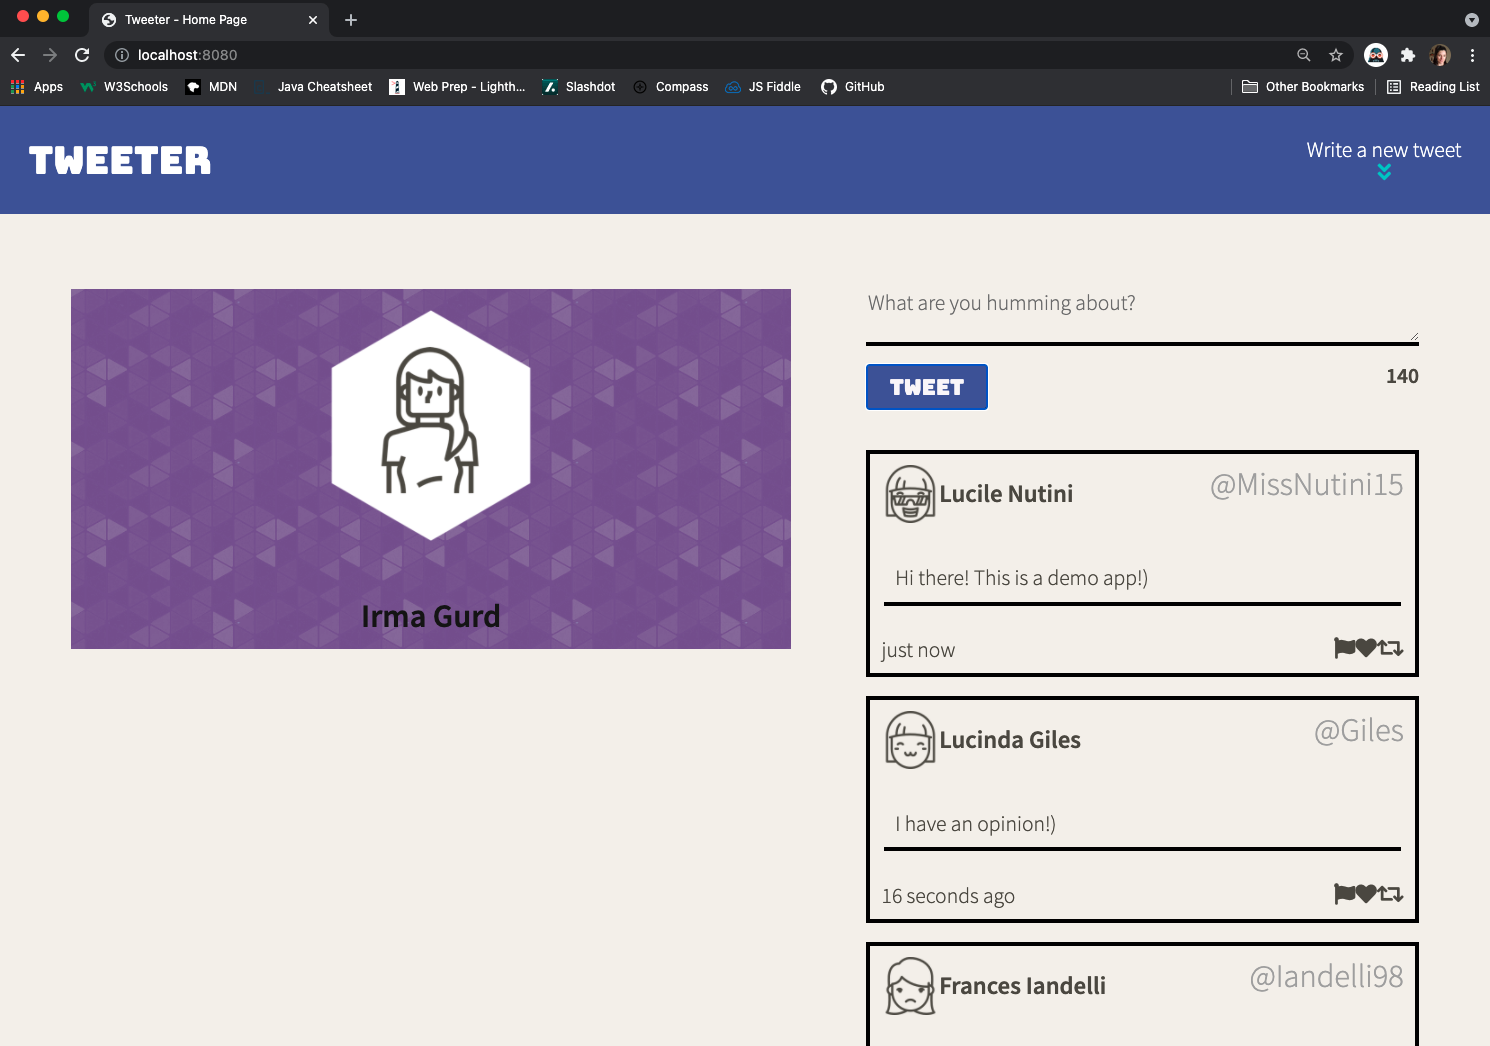 Tweeter - Home Page
localhost:8080
Apps W3Schools MDN Java Cheatsheet Web Prep - Lighth... Slashdot Compass JS Fiddle GitHub Other Bookmarks Reading List
TWEETER
Write a new tweet
Irma Gurd
What are you humming about?
TWEET 140
Lucile Nutini @MissNutini15
Hi there! This is a demo app!)
just now
Lucinda Giles @Giles
I have an opinion!)
16 seconds ago
Frances Iandelli @Iandelli98